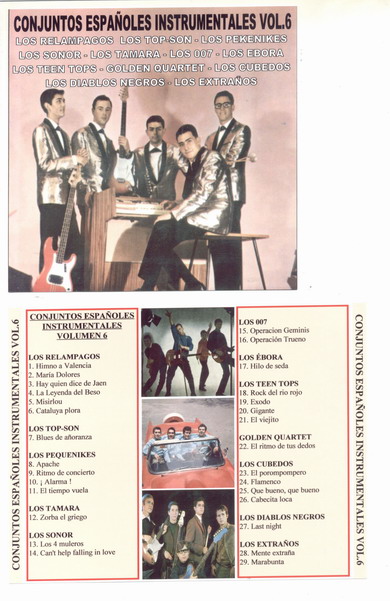 CONJUNTOS ESPAÑOLES INSTRUMENTALES VOL.6
LOS RELAMPAGOS LOS TOP-SON - LOS PEKENIKES
LOS SONOR - LOS TAMARA - LOS 007 - LOS EBORA
LOS TEEN TOPS - GOLDEN QUARTET - LOS CUBEDOS
LOS DIABLOS NEGROS . LOS EXTRAÑOS
CONJUNTOS ESPAÑOLES INSTRUMENTALES VOL.6
CONJUNTOS ESPAÑOLES
INSTRUMENTALES
VOLUMEN 6
LOS RELAMPAGOS
1. Himno a Valencia
2. María Dolores
3. Hay quien dice de Jaen
4. La Leyenda del Beso
5. Misirlou
6. Cataluya plora
LOS TOP-SON
7. Blues de añoranza
LOS PEQUENIKES
8. Apache
9. Ritmo de concierto
10. ¡ Alarma !
11. El tiempo vuela
LOS TAMARA
12. Zorba el griego
LOS SONOR
13. Los 4 muleros
14. Can't help falling in love
LOS 007
15. Operacion Geminis
16. Operación Trueno
LOS ÉBORA
17. Hilo de seda
LOS TEEN TOPS
18. Rock del rio rojo
19. Exodo
20. Gigante
21. El viejito
GOLDEN QUARTET
22. El ritmo de tus dedos
LOS CUBEDOS
23. El porompompero
24. Flamenco
25. Que bueno, que bueno
26. Cabecita loca
LOS DIABLOS NEGROS
27. Last night
LOS EXTRAÑOS
28. Mente extraña
29. Marabunta
CONJUNTOS ESPAÑOLES INSTRUMENTALES VOL.6